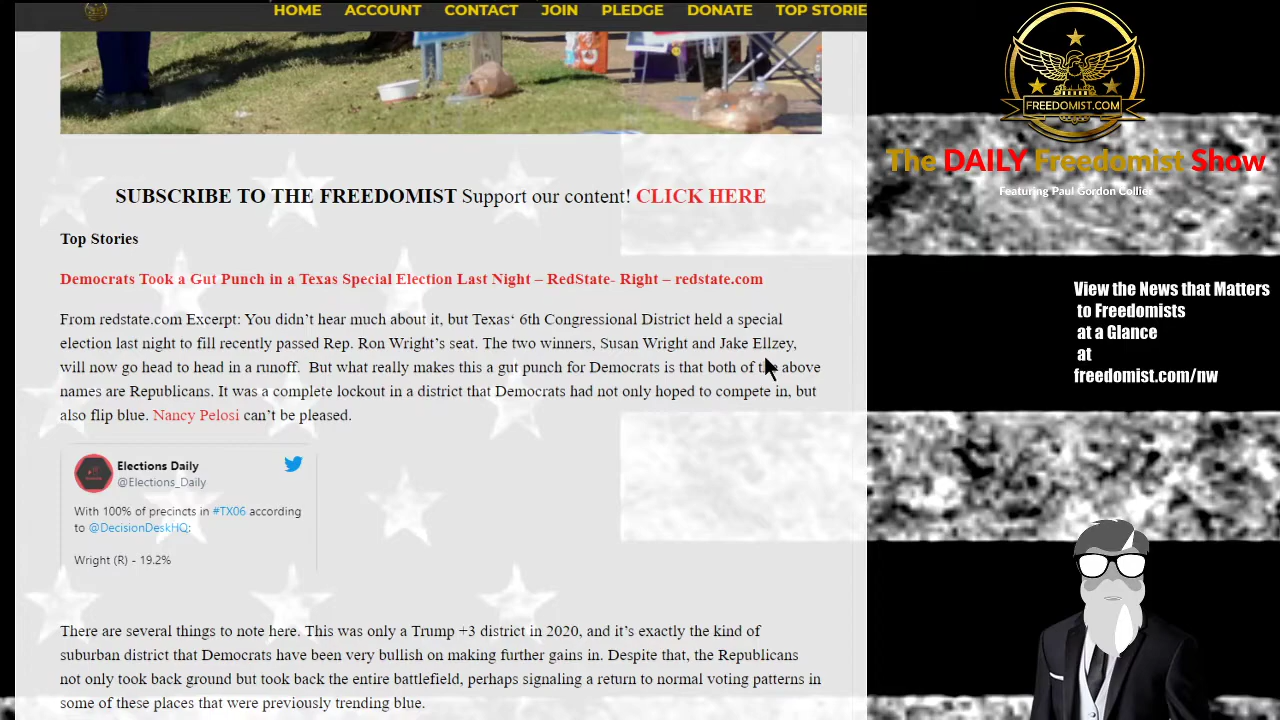 HOME ACCOUNT CONTACT JOIN PLEDGE DONATE TOP STORIE
SUBSCRIBE TO THE FREEDOMIST Support our content! CLICK HERE
Top Stories
Democrats Took a Gut Punch in a Texas Special Election Last Night – RedState- Right – redstate.com
From redstate.com Excerpt: You didn't hear much about it, but Texas‘ 6th Congressional District held a special
election last night to fill recently passed Rep. Ron Wright's seat. The two winners, Susan Wright and Jake Ellzey,
will now go head to head in a runoff. But what really makes this a gut punch for Democrats is that both of above
names are Republicans. It was a complete lockout in a district that Democrats had not only hoped to compete in, but
also flip blue. Nancy Pelosi can't be pleased.
Elections Daily
@Elections_Daily
With 100% of precincts in #TX06 according
to @DecisionDeskHQ:
Wright (R) - 19.2%
There are several things to note here. This was only a Trump +3 district in 2020, and it's exactly the kind of
suburban district that Democrats have been very bullish on making further gains in. Despite that, the Republicans
not only took back ground but took back the entire battlefield, perhaps signaling a return to normal voting patterns in
some of these places that were previously trending blue.
FREEDOMIST.COM
The DAILY Freedomist Show
Featuring Paul Gordon Collier
View the News that Matters
to Freedomists
at a Glance
at
freedomist.com/nw